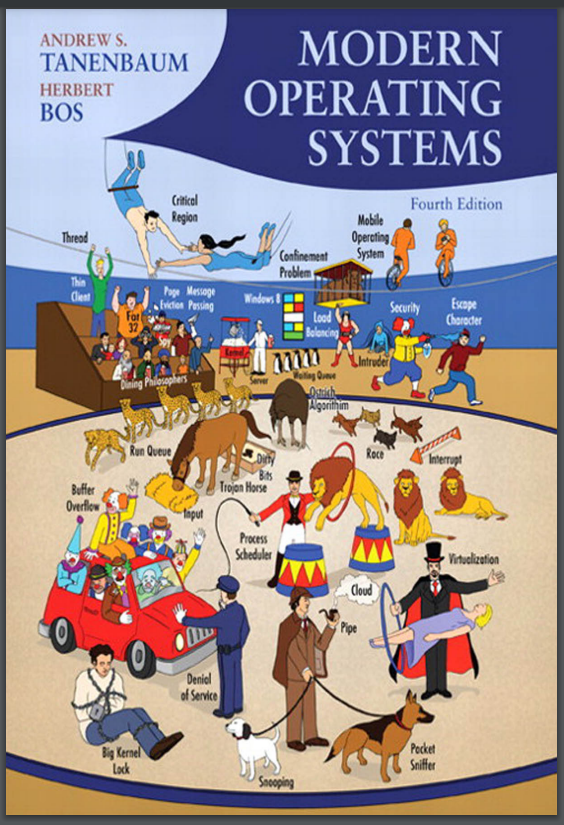 ANDREW S.
TANENBAUM
HERBERT
BOS
MODERN
OPERATING
SYSTEMS
Fourth Edition
Critical
Region
Mobile
Operating
System
Thread
Confinement
Problem
Thin
Client
For
32
Page
Eviction
Message
Passing
Windows 8
Load
Balancing
Security
Escape
Character
Kernel
Server
Waiting Queue
Intruder
Dining Philosophers
Ostrich
Algorithim
Run Queue
Dirty
Bits
Race
Interrupt
Trojan Horse
Buffer
Overflow
Input
Process
Scheduler
Virtualization
Cloud
Pipe
Denial
of Service
Big Kernel
Lock
Snooping
Packet
Sniffer